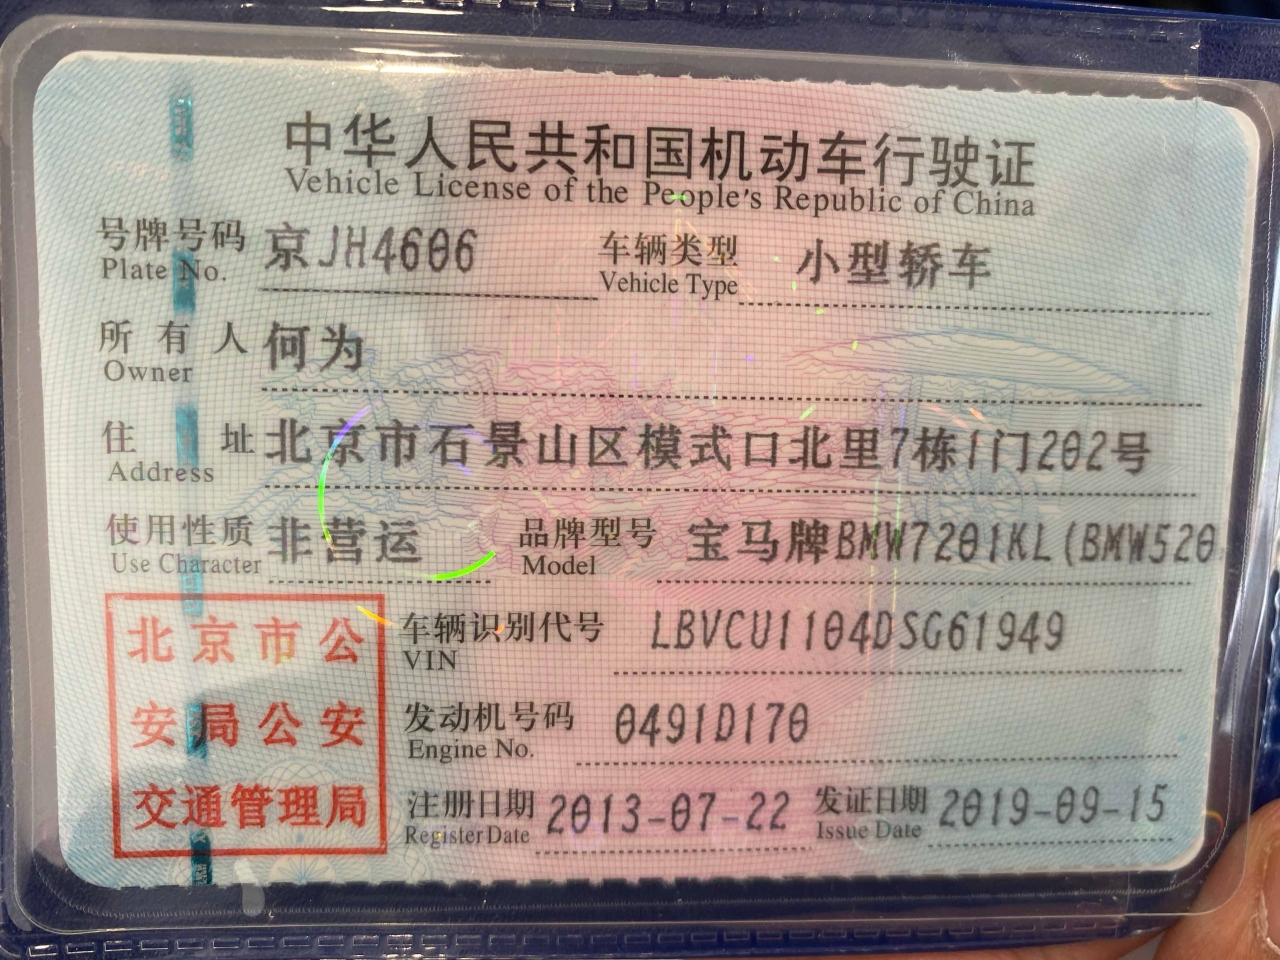 中华人民共和国机动车行驶证
Vehicle License of the People's Republic of China
号牌号码 京JH4606 车辆类型 小型轿车
Plate No. Vehicle Type
所有人 何为
Owner
住址 北京市石景山区模式口北里7栋1门202号
Address
使用性质 非营运 品牌型号 宝马牌BMW7201KL(BMW520
Use Character Model
北京市公
安局公安
交通管理局
车辆识别代号 LBVCU1104DSG61949
VIN
发动机号码 0491D170
Engine No.
注册日期 2013-07-22 发证日期 2019-09-15
Register Date Issue Date